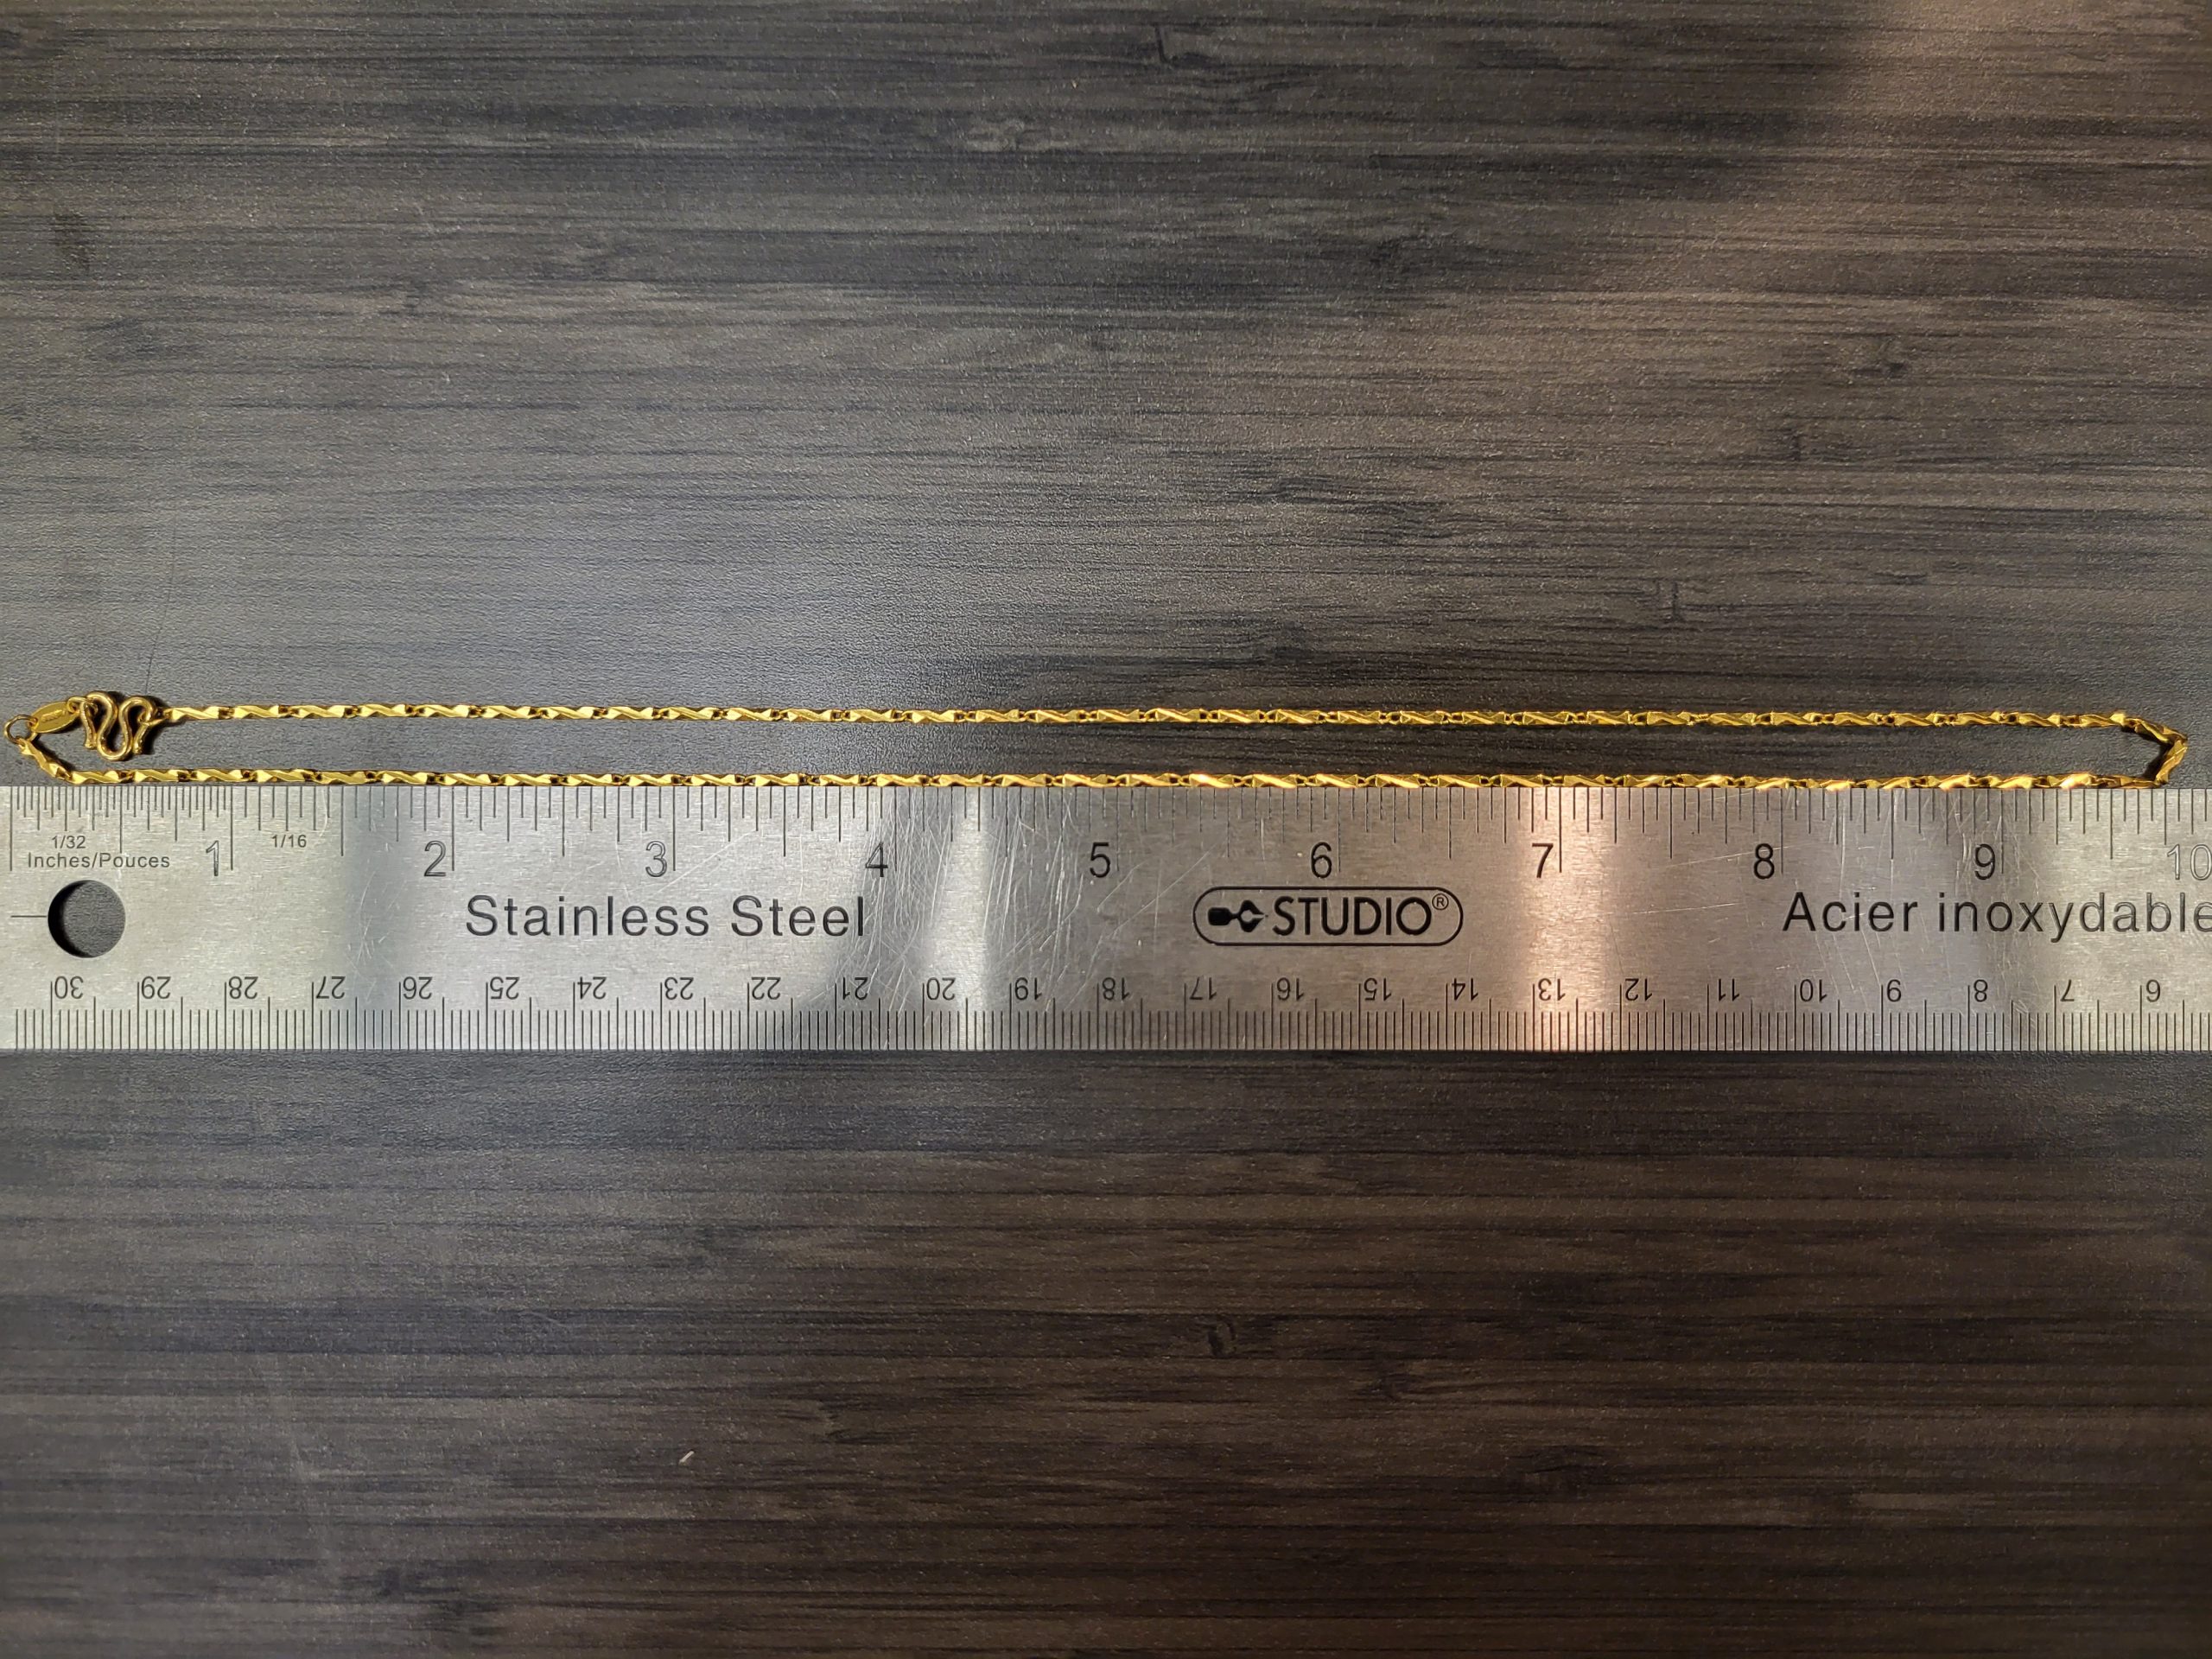 1/32 1/16
Inches/Pouces 1 2 3 4 5 6 7 8 9 10
Stainless Steel STUDIO® Acier inoxydable
30 29 28 27 26 25 24 23 22 21 20 19 18 17 16 15 14 13 12 11 10 9 8 7 6